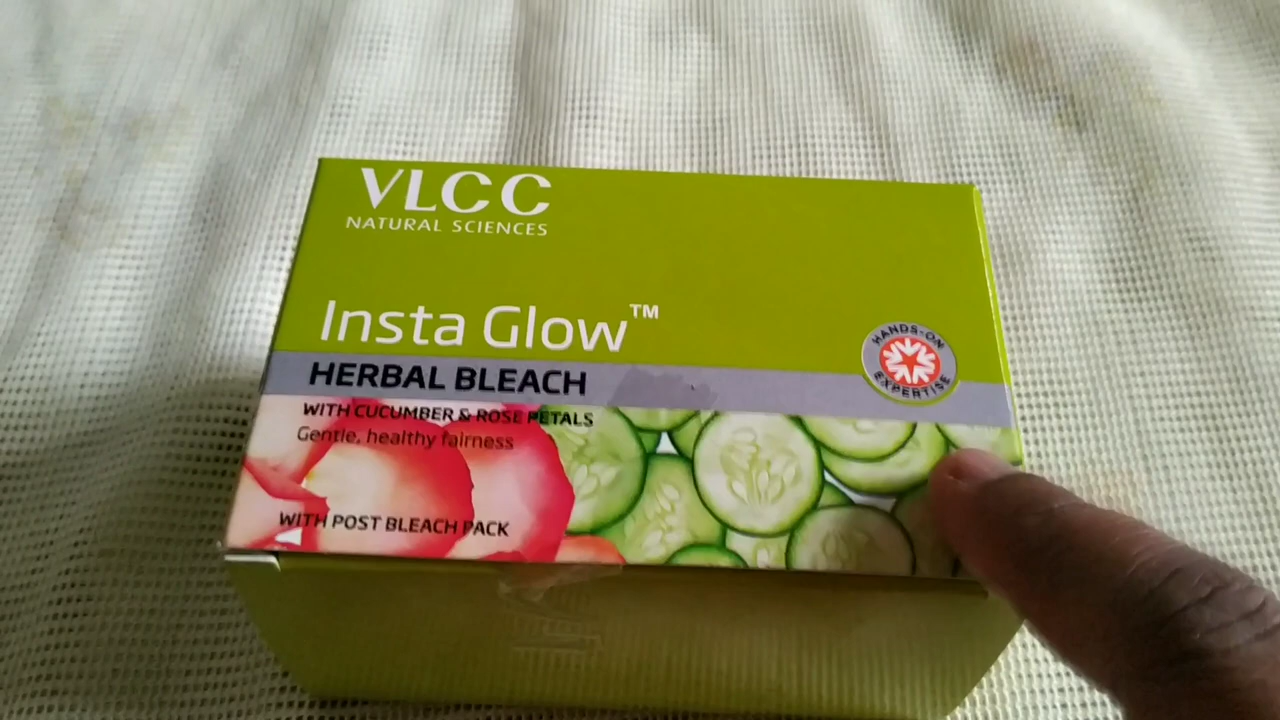 VLCC
NATURAL SCIENCES
Insta Glow™
HERBAL BLEACH
HANDS-ON
EXPERTISE
WITH CUCUMBER & ROSE PETALS
Gentle, healthy fairness
WITH POST BLEACH PACK